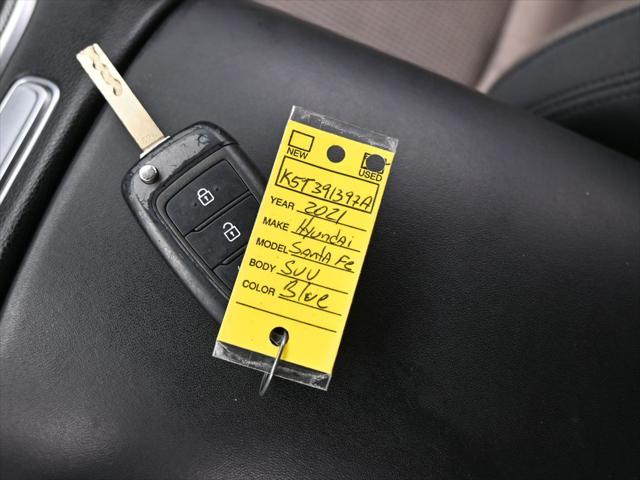 NEW USED
K5T391397A
YEAR 2021
MAKE Hyundai
MODEL Santa Fe
BODY SUV
COLOR Blue